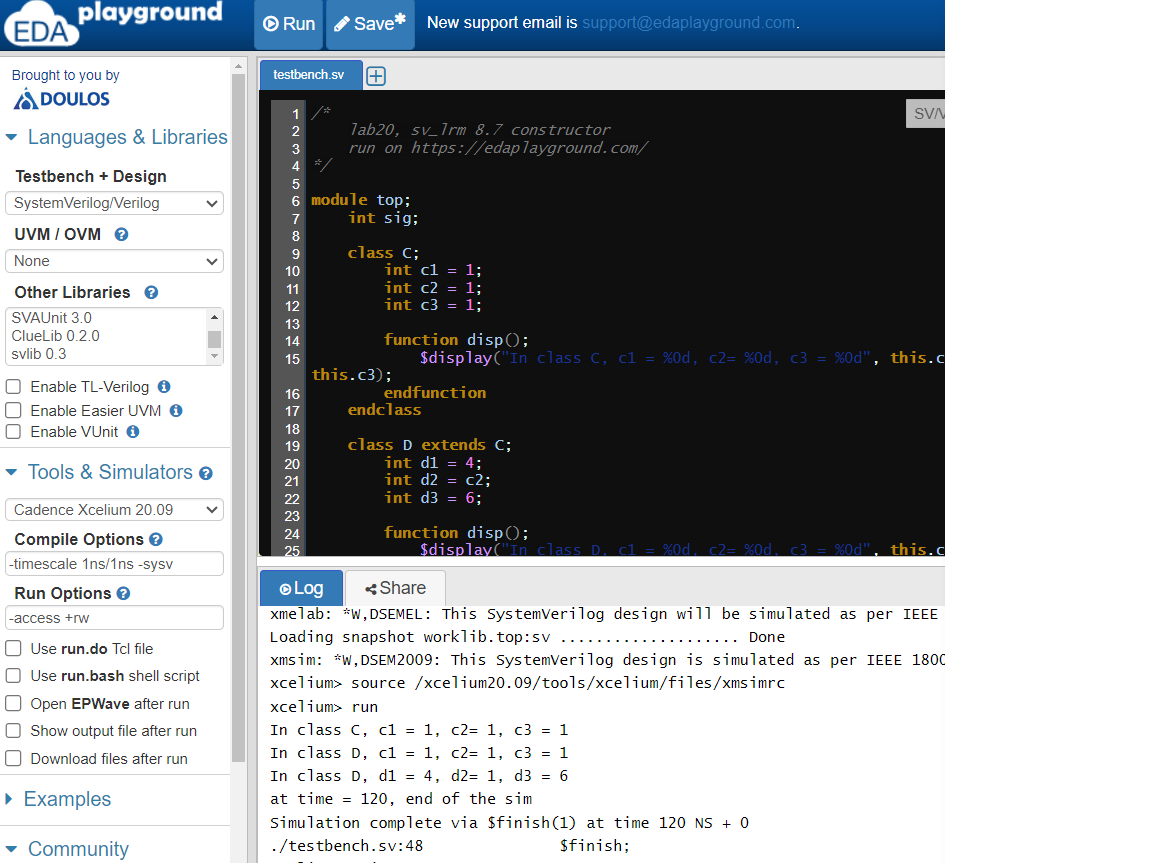 EDA playground
Run
Save*
New support email is support@edaplayground.com.
Brought to you by
DOULOS
Languages & Libraries
Testbench + Design
SystemVerilog/Verilog
UVM / OVM
None
Other Libraries
SVAUnit 3.0
ClueLib 0.2.0
svlib 0.3
Enable TL-Verilog
Enable Easier UVM
Enable VUnit
Tools & Simulators
Cadence Xcelium 20.09
Compile Options
-timescale 1ns/1ns -sysv
Run Options
-access +rw
Use run.do Tcl file
Use run.bash shell script
Open EPWave after run
Show output file after run
Download files after run
Examples
Community
testbench.sv
SV/V
1 /*
2 lab20, sv_lrm 8.7 constructor
3 run on https://edaplayground.com/
4 */
5
6 module top;
7 int sig;
8
9 class C;
10 int c1 = 1;
11 int c2 = 1;
12 int c3 = 1;
13
14 function disp();
15 $display("In class C, c1 = %0d, c2= %0d, c3 = %0d", this.c
this.c3);
16 endfunction
17 endclass
18
19 class D extends C;
20 int d1 = 4;
21 int d2 = c2;
22 int d3 = 6;
23
24 function disp();
25 $display("In class D, c1 = %0d, c2= %0d, c3 = %0d", this.c
Log
Share
xmelab: *W,DSEMEL: This SystemVerilog design will be simulated as per IEEE
Loading snapshot worklib.top:sv .................... Done
xmsim: *W,DSEM2009: This SystemVerilog design is simulated as per IEEE 1800
xcelium> source /xcelium20.09/tools/xcelium/files/xmsimrc
xcelium> run
In class C, c1 = 1, c2= 1, c3 = 1
In class D, c1 = 1, c2= 1, c3 = 1
In class D, d1 = 4, d2= 1, d3 = 6
at time = 120, end of the sim
Simulation complete via $finish(1) at time 120 NS + 0
./testbench.sv:48 $finish;